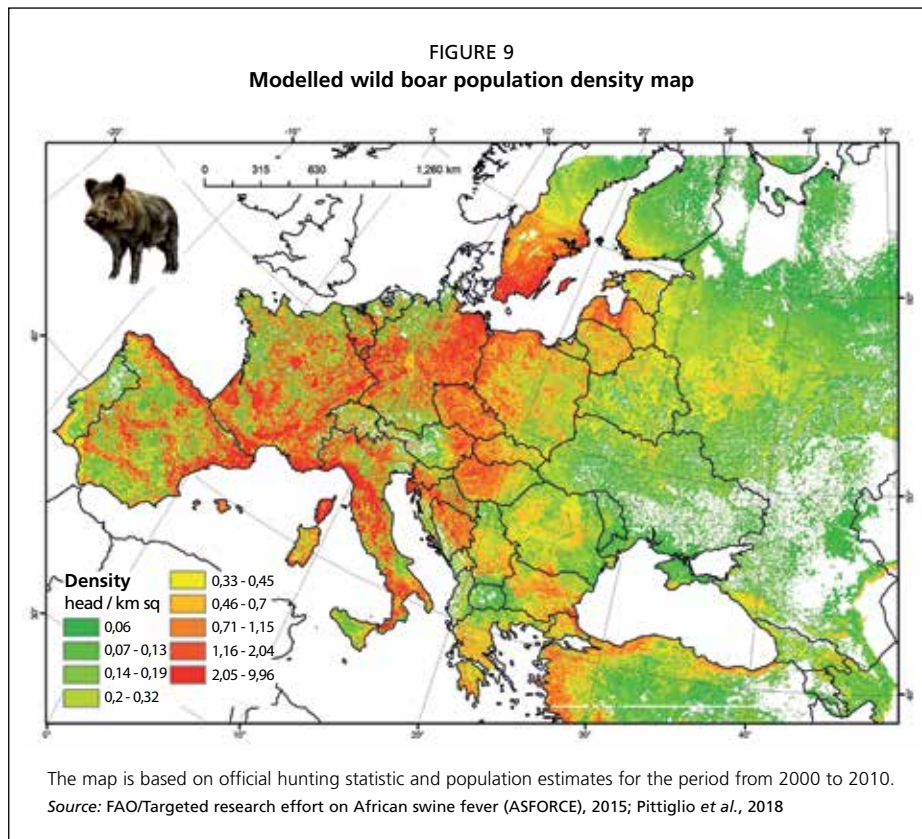 FIGURE 9
Modelled wild boar population density map
-20°
-10°
0°
10°
20°
30°
40°
50°
0 315 630 1,260 km
40°
30°
Density
head / km sq
0,06
0,07 - 0,13
0,14 - 0,19
0,2 - 0,32
0,33 - 0,45
0,46 - 0,7
0,71 - 1,15
1,16 - 2,04
2,05 - 9,96
0°
10°
20°
30°
40°
The map is based on official hunting statistic and population estimates for the period from 2000 to 2010.
Source: FAO/Targeted research effort on African swine fever (ASFORCE), 2015; Pittiglio et al., 2018